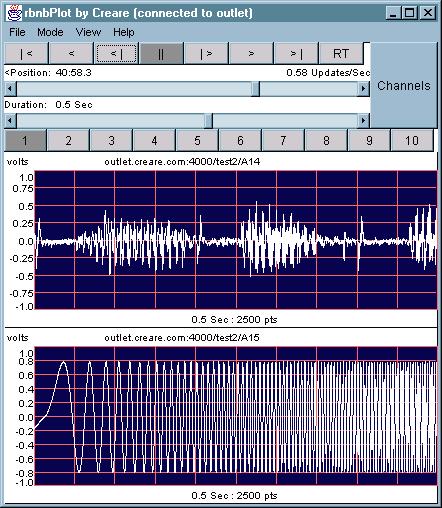 rbnbPlot by Creare (connected to outlet)
File Mode View Help
|< < <| || |> > >| RT
<Position: 40:58.3 0.58 Updates/Sec
Channels
Duration: 0.5 Sec
1 2 3 4 5 6 7 8 9 10
volts outlet.creare.com:4000/test2/A14
1.0
0.75
0.5
0.25
0.0
-0.25
-0.5
-0.75
-1.0
0.5 Sec : 2500 pts
volts outlet.creare.com:4000/test2/A15
1.0
0.8
0.6
0.4
0.2
0.0
-0.2
-0.4
-0.6
-0.8
-1.0
0.5 Sec : 2500 pts